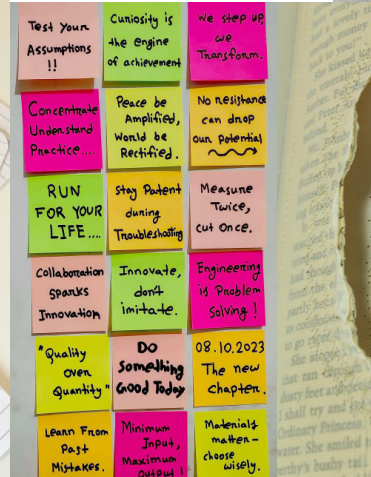 Test Your
Assumptions
!!
Curiosity is
the engine
of achievement
We step up,
we
Transform.
Concentrate
Understand
Practice....
Peace be
Amplified,
World be
Rectified.
No resistance
can drop
our potential
RUN
FOR YOUR
LIFE....
Stay Patent
during
Troubleshooting
Measure
Twice,
cut Once.
Collaboration
sparks
Innovation
Innovate,
don't
imitate.
Engineering
is Problem
Solving!
"Quality
over
Quantity"
DO
Something
Good Today
08.10.2023
The new
Chapter.
Learn From
Past
Mistakes.
Minimum
Input,
Maximum
Output!
Materials
matter-
choose
wisely.